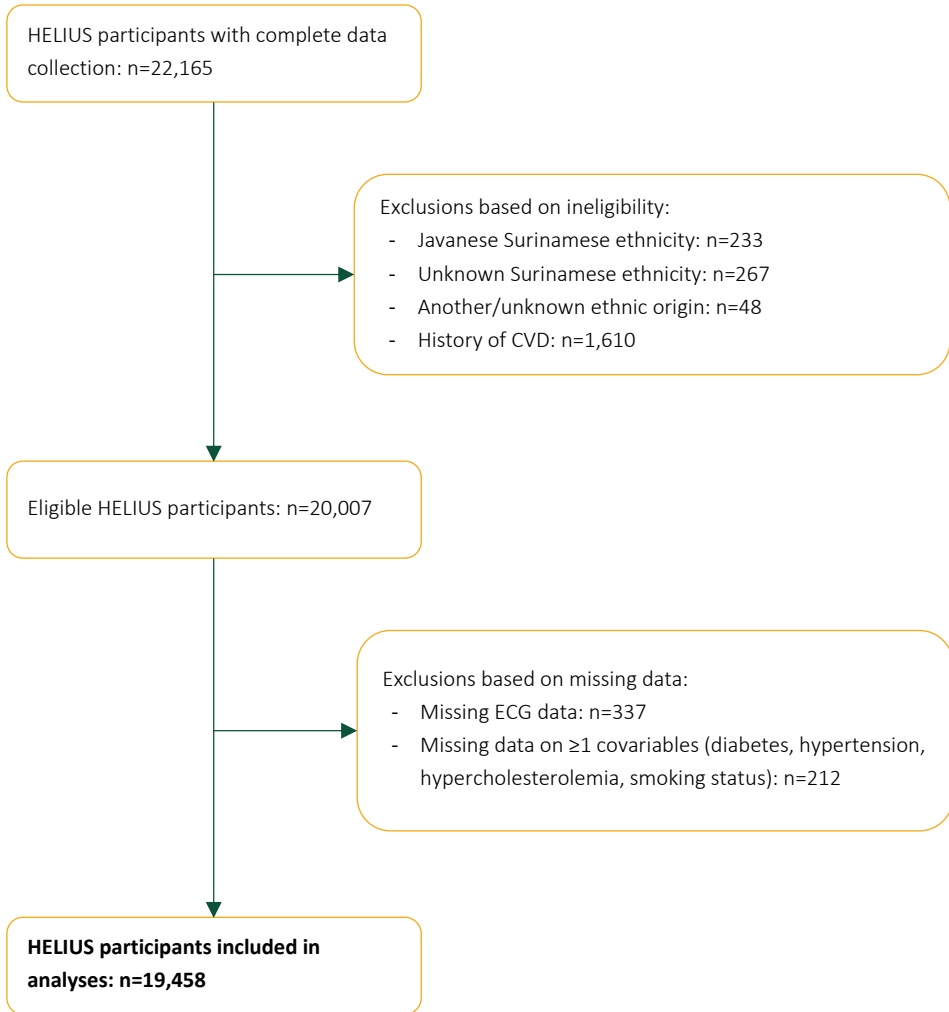 HELIUS participants with complete data
collection: n=22,165
Exclusions based on ineligibility:
- Javanese Surinamese ethnicity: n=233
- Unknown Surinamese ethnicity: n=267
- Another/unknown ethnic origin: n=48
- History of CVD: n=1,610
Eligible HELIUS participants: n=20,007
Exclusions based on missing data:
- Missing ECG data: n=337
- Missing data on ≥1 covariables (diabetes, hypertension,
hypercholesterolemia, smoking status): n=212
HELIUS participants included in
analyses: n=19,458